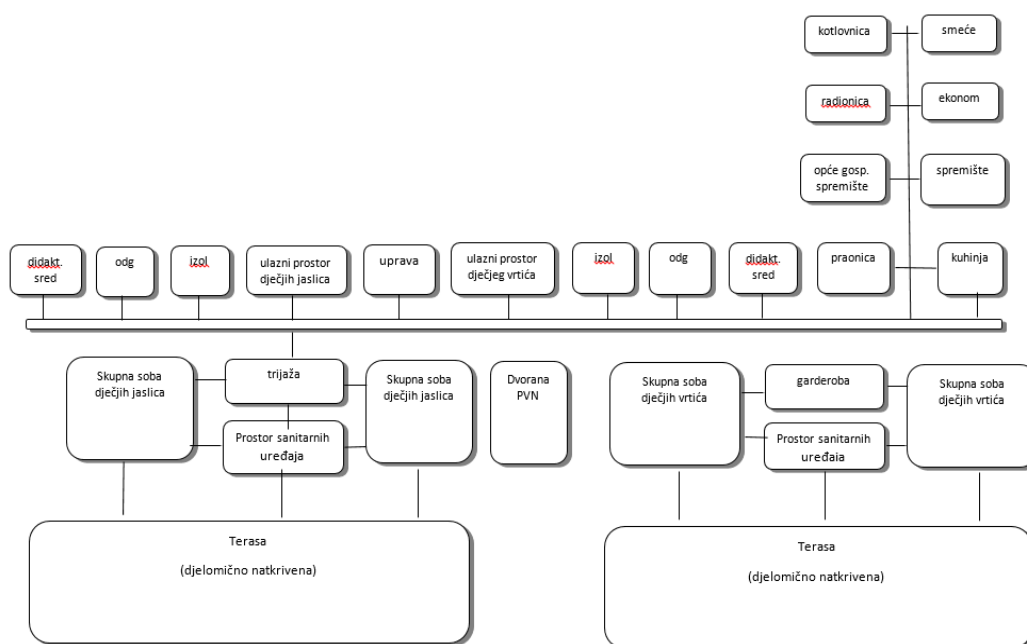 kotlovnica
smeće
radionica
ekonom
opće gosp.
spremište
spremište
didakt.
sred
odg
izol
ulazni prostor
dječjih jaslica
uprava
ulazni prostor
dječjeg vrtića
izol
odg
didakt.
sred
praonica
kuhinja
Skupna soba
dječjih jaslica
trijaža
Prostor sanitarnih
uređaja
Skupna soba
dječjih jaslica
Dvorana
PVN
Skupna soba
dječjih vrtića
garderoba
Prostor sanitarnih
uređaia
Skupna soba
dječjih vrtića
Terasa
(djelomično natkrivena)
Terasa
(djelomično natkrivena)